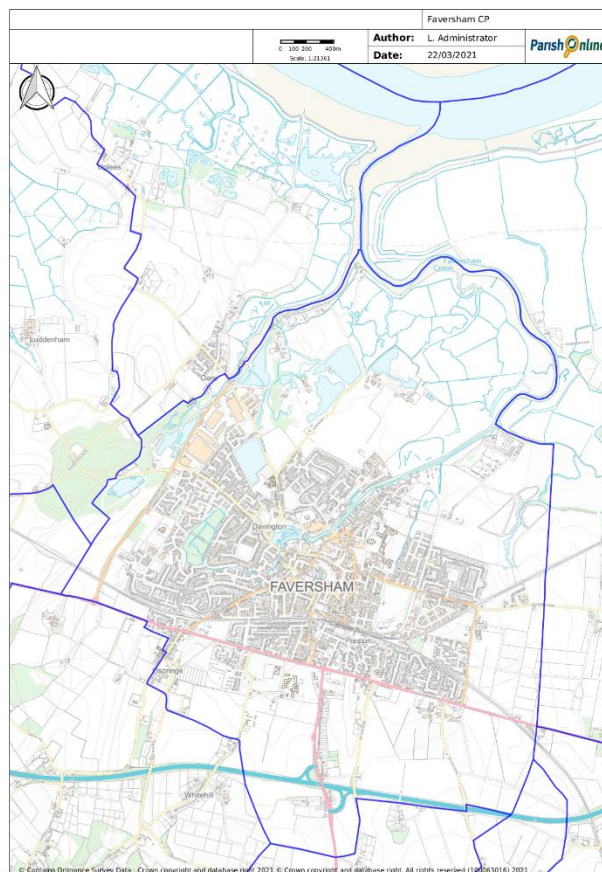 Faversham CP
0 100 200 400m
Scale: 1:21361
Author: L. Administrator
Date: 22/03/2021
Parish Online
Uplees
Faversham
Creek
Luddenham
Oare
Davington
FAVERSHAM
Preston
Ospringe
Whitehill
© Contains Ordnance Survey Data : Crown copyright and database right 2021 © Crown copyright and database right. All rights reserved (100063016) 2021